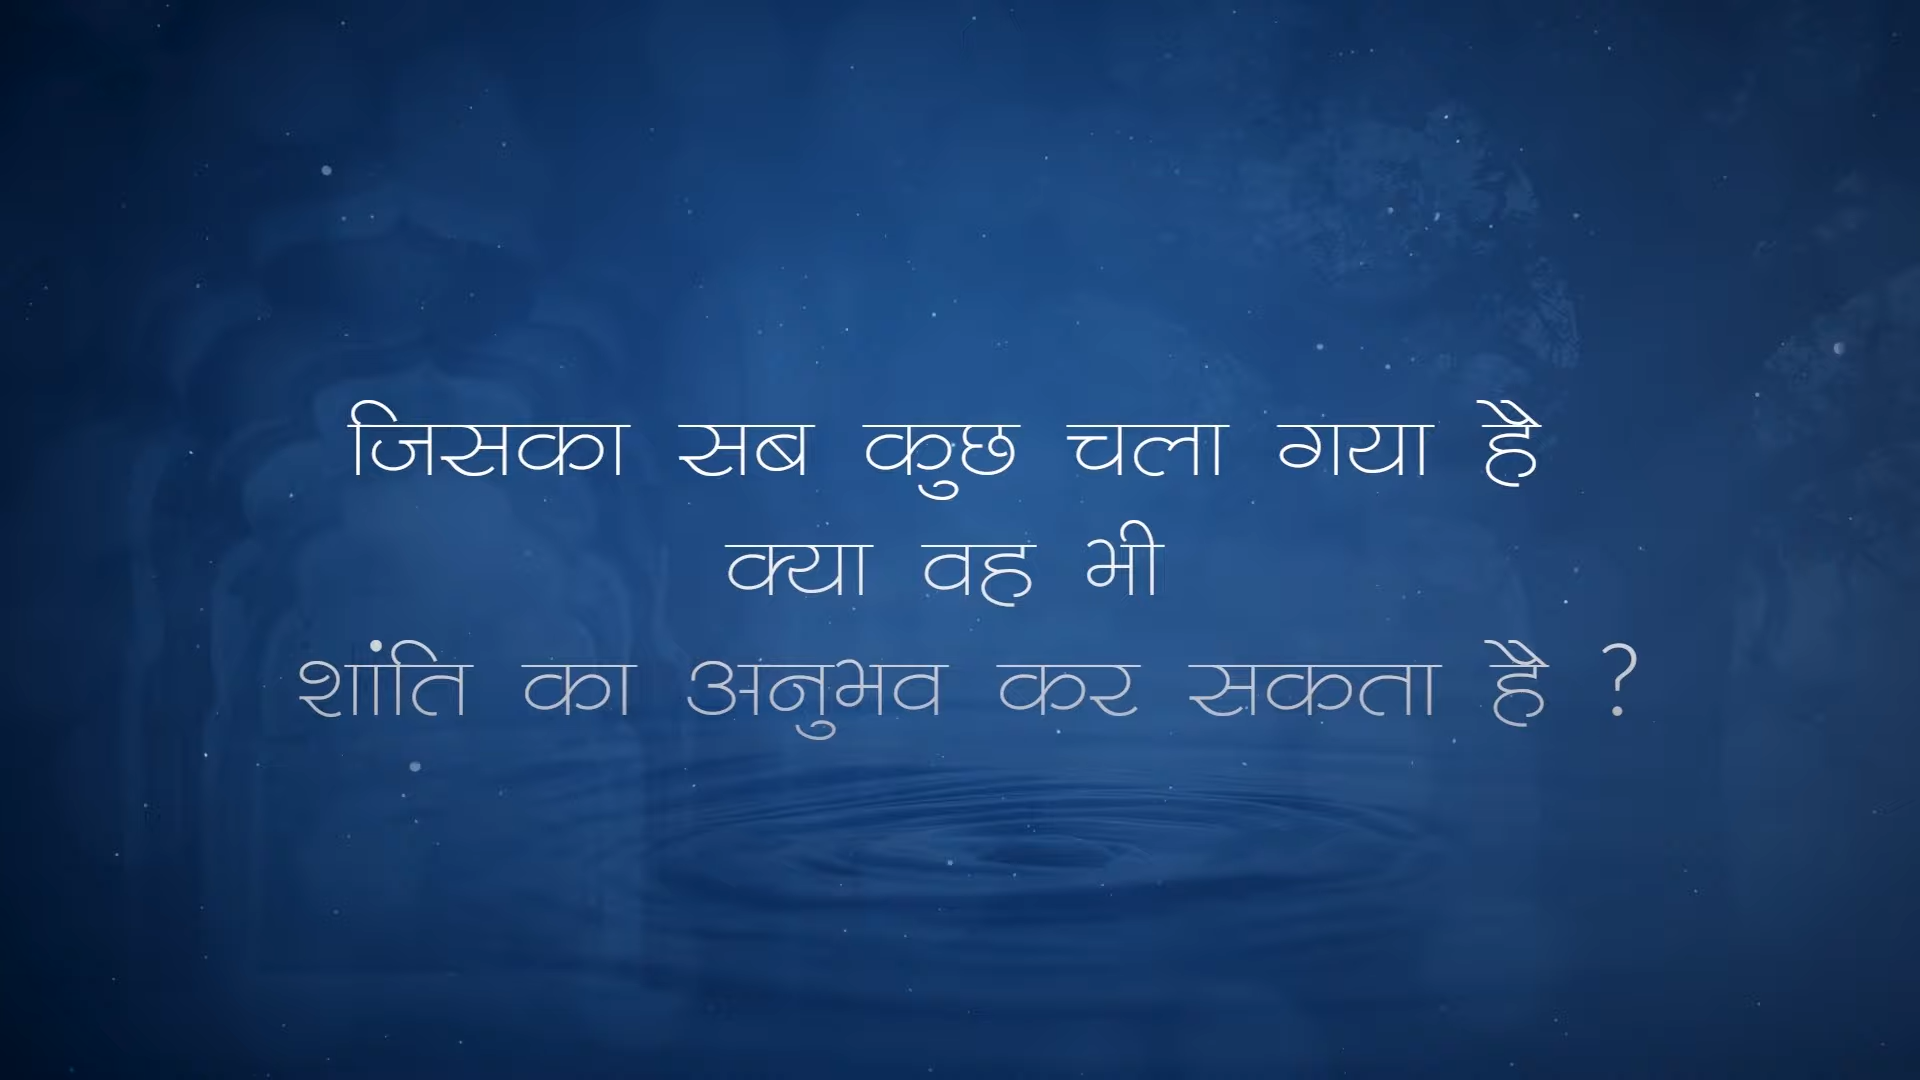 जिसका सब कुछ चला गया है
क्या वह भी
शांति का अनुभव कर सकता है ?